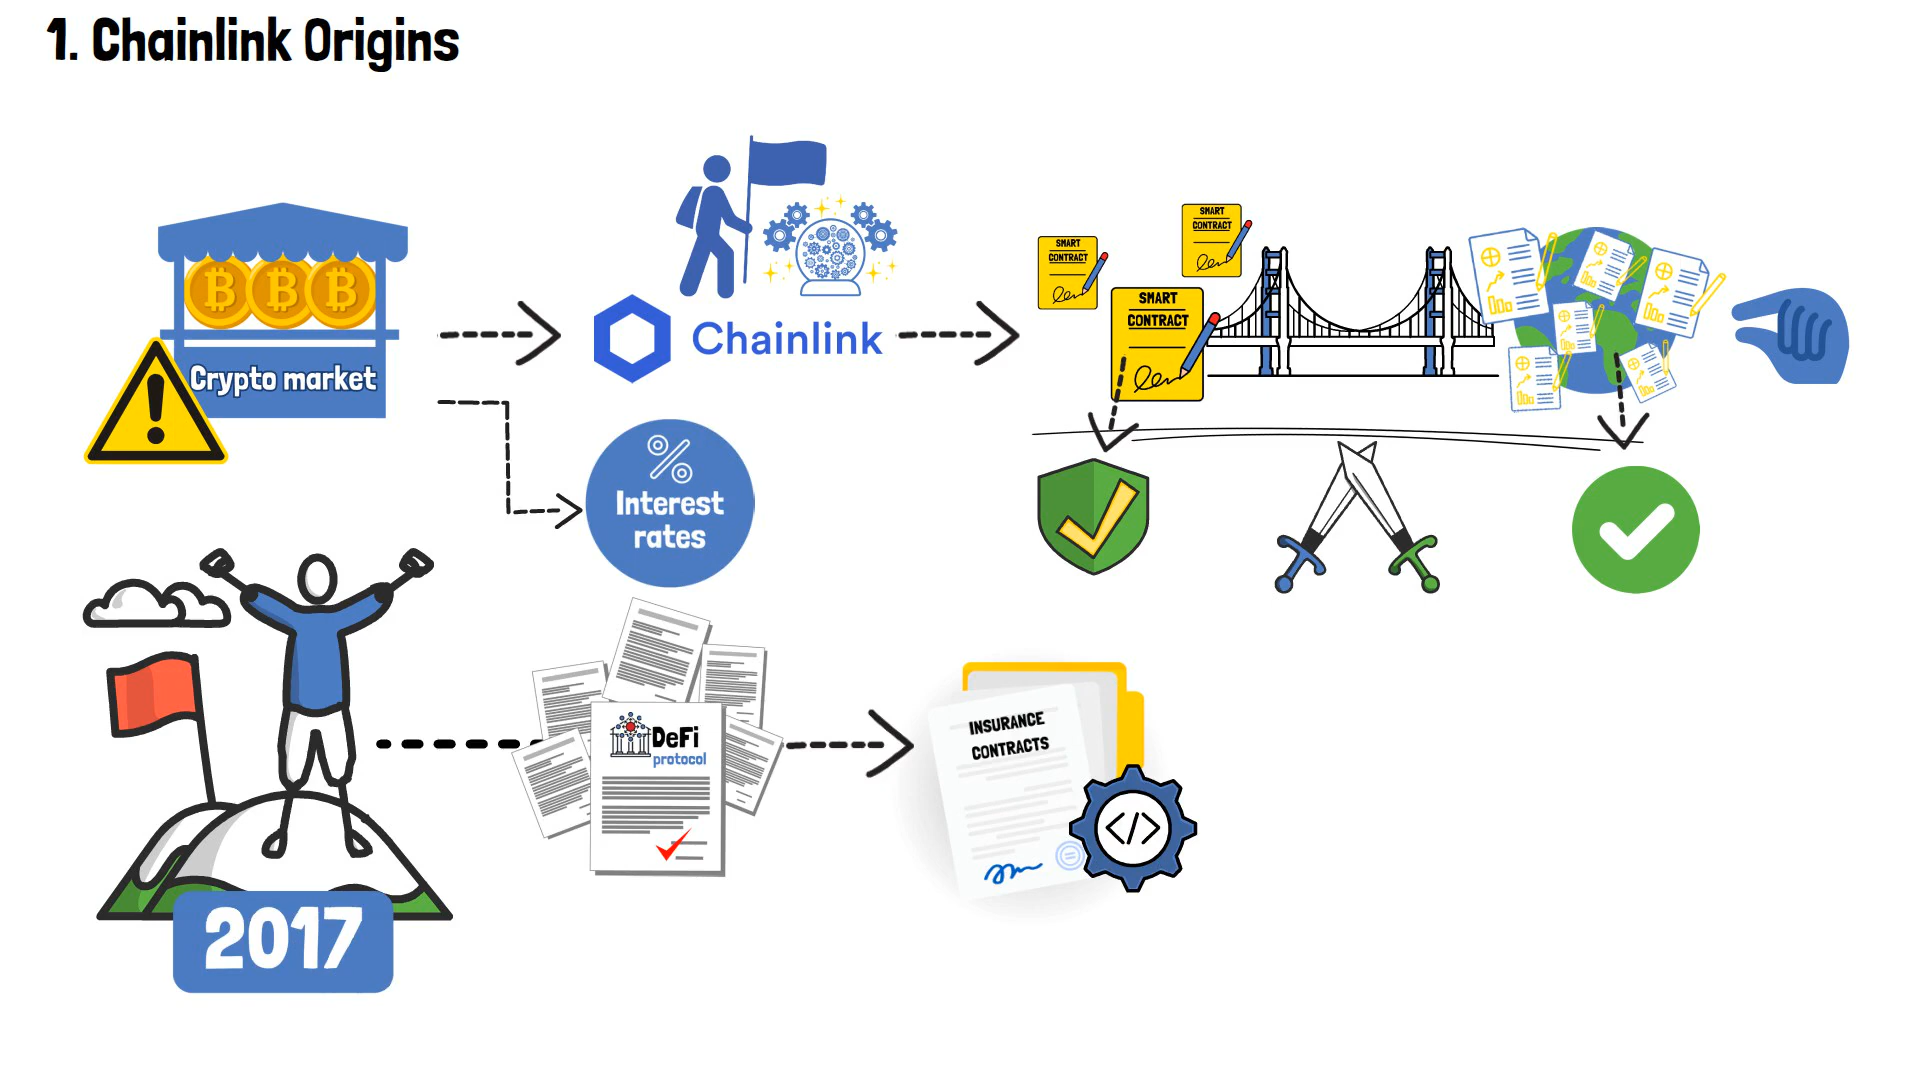 1. Chainlink Origins
Crypto market
Chainlink
SMART
CONTRACT
SMART
CONTRACT
SMART
CONTRACT
Interest
rates
DeFi
protocol
INSURANCE
CONTRACTS
2017